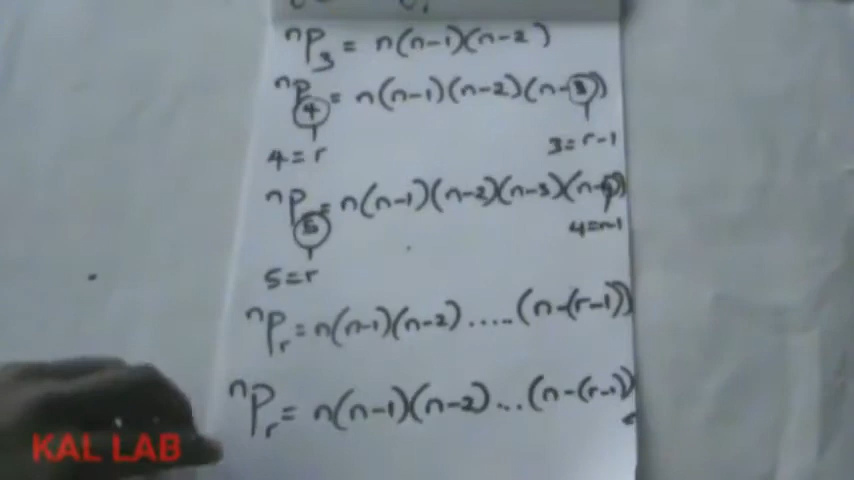 ⁿP₃ = n(n-1)(n-2)
ⁿP₄ = n(n-1)(n-2)(n-3)
4=r 3=r-1
ⁿP₅ = n(n-1)(n-2)(n-3)(n-4)
4=r-1
5=r
ⁿPᵣ = n(n-1)(n-2).....(n-(r-1))
ⁿPᵣ = n(n-1)(n-2)...(n-(r-1))
KAL LAB